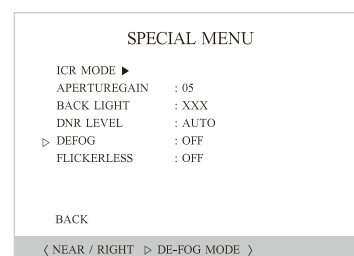 SPECIAL MENU
ICR MODE ▶
APERTUREGAIN : 05
BACK LIGHT : XXX
DNR LEVEL : AUTO
▷ DEFOG : OFF
FLICKERLESS : OFF
BACK
〈 NEAR / RIGHT ▷ DE-FOG MODE 〉